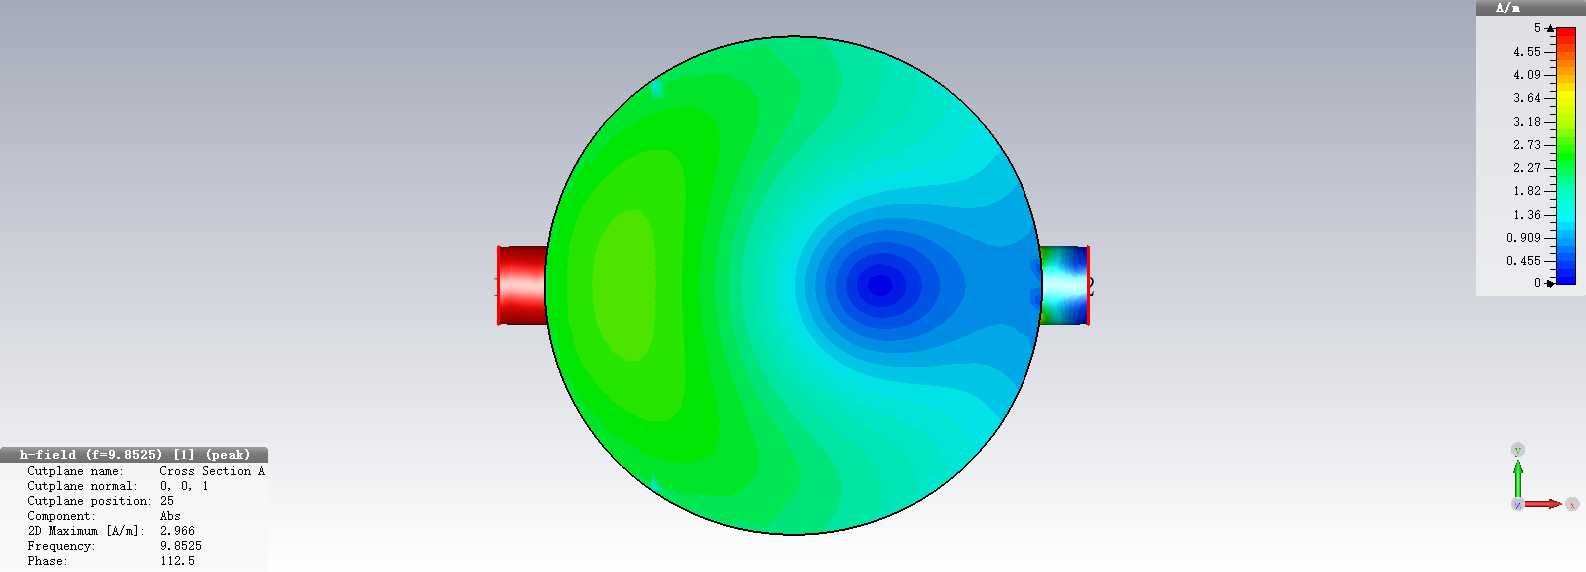 A/m
5
4.55
4.09
3.64
3.18
2.73
2.27
1.82
1.36
0.909
0.455
0
2
h-field (f=9.8525) [1] (peak)
Cutplane name: Cross Section A
Cutplane normal: 0, 0, 1
Cutplane position: 25
Component: Abs
2D Maximum [A/m]: 2.966
Frequency: 9.8525
Phase: 112.5
y
z
x